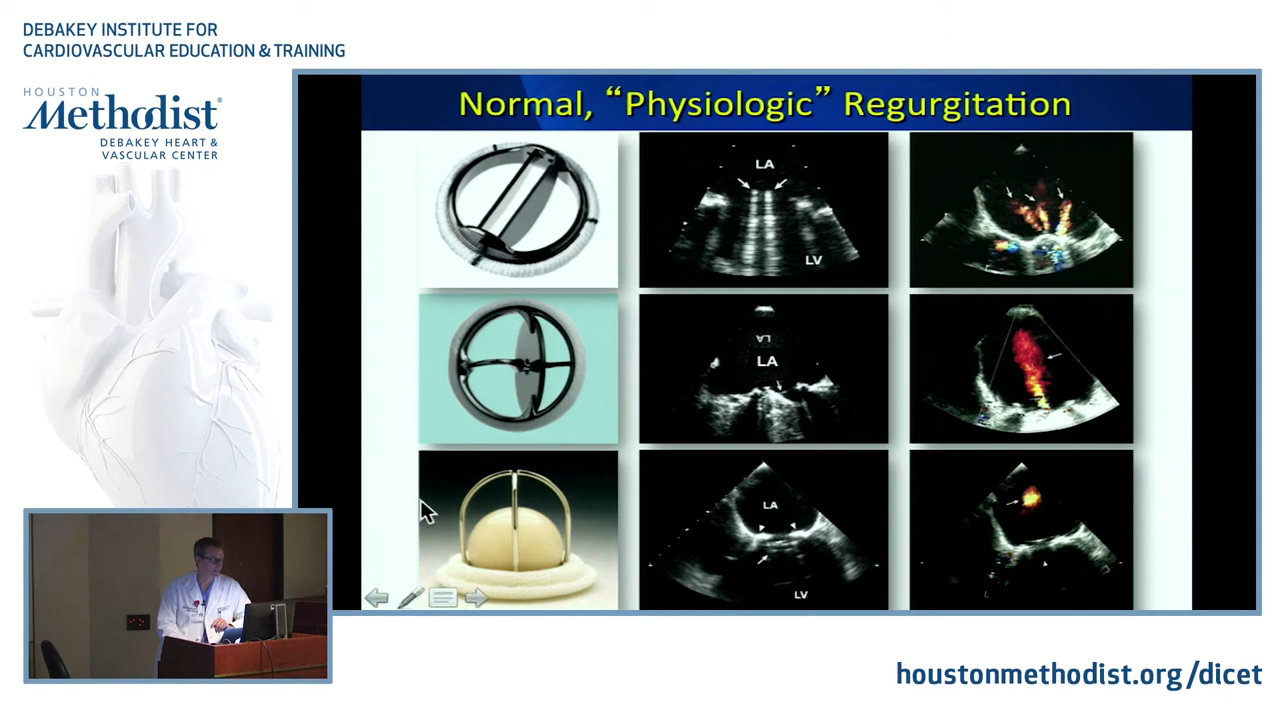 DEBAKEY INSTITUTE FOR
CARDIOVASCULAR EDUCATION & TRAINING
HOUSTON
Methodist®
DEBAKEY HEART &
VASCULAR CENTER
Normal, “Physiologic” Regurgitation
LA
LV
LA
LA
LA
LV
houstonmethodist.org/dicet